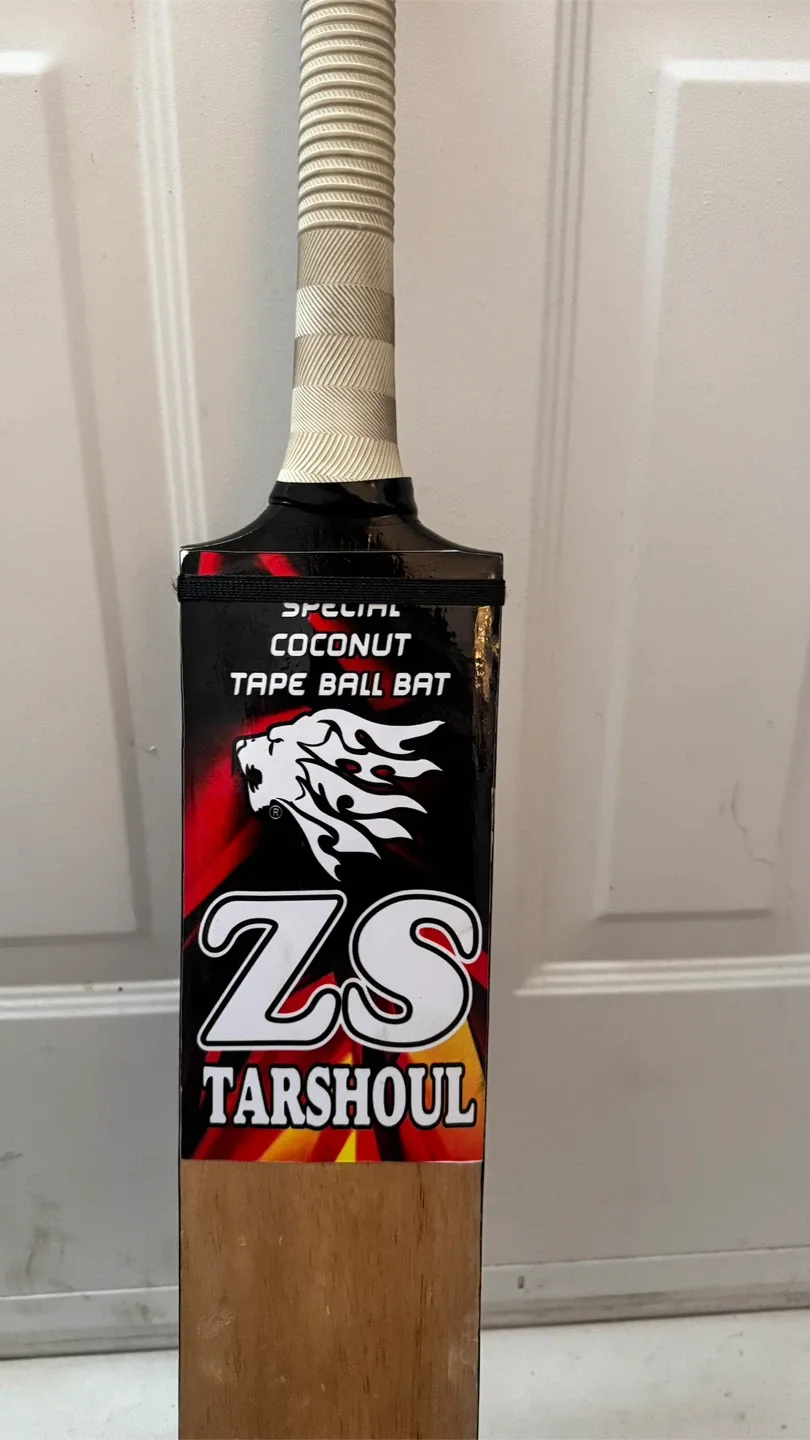 SPECIAL
COCONUT
TAPE BALL BAT
®
ZS
TARSHOUL